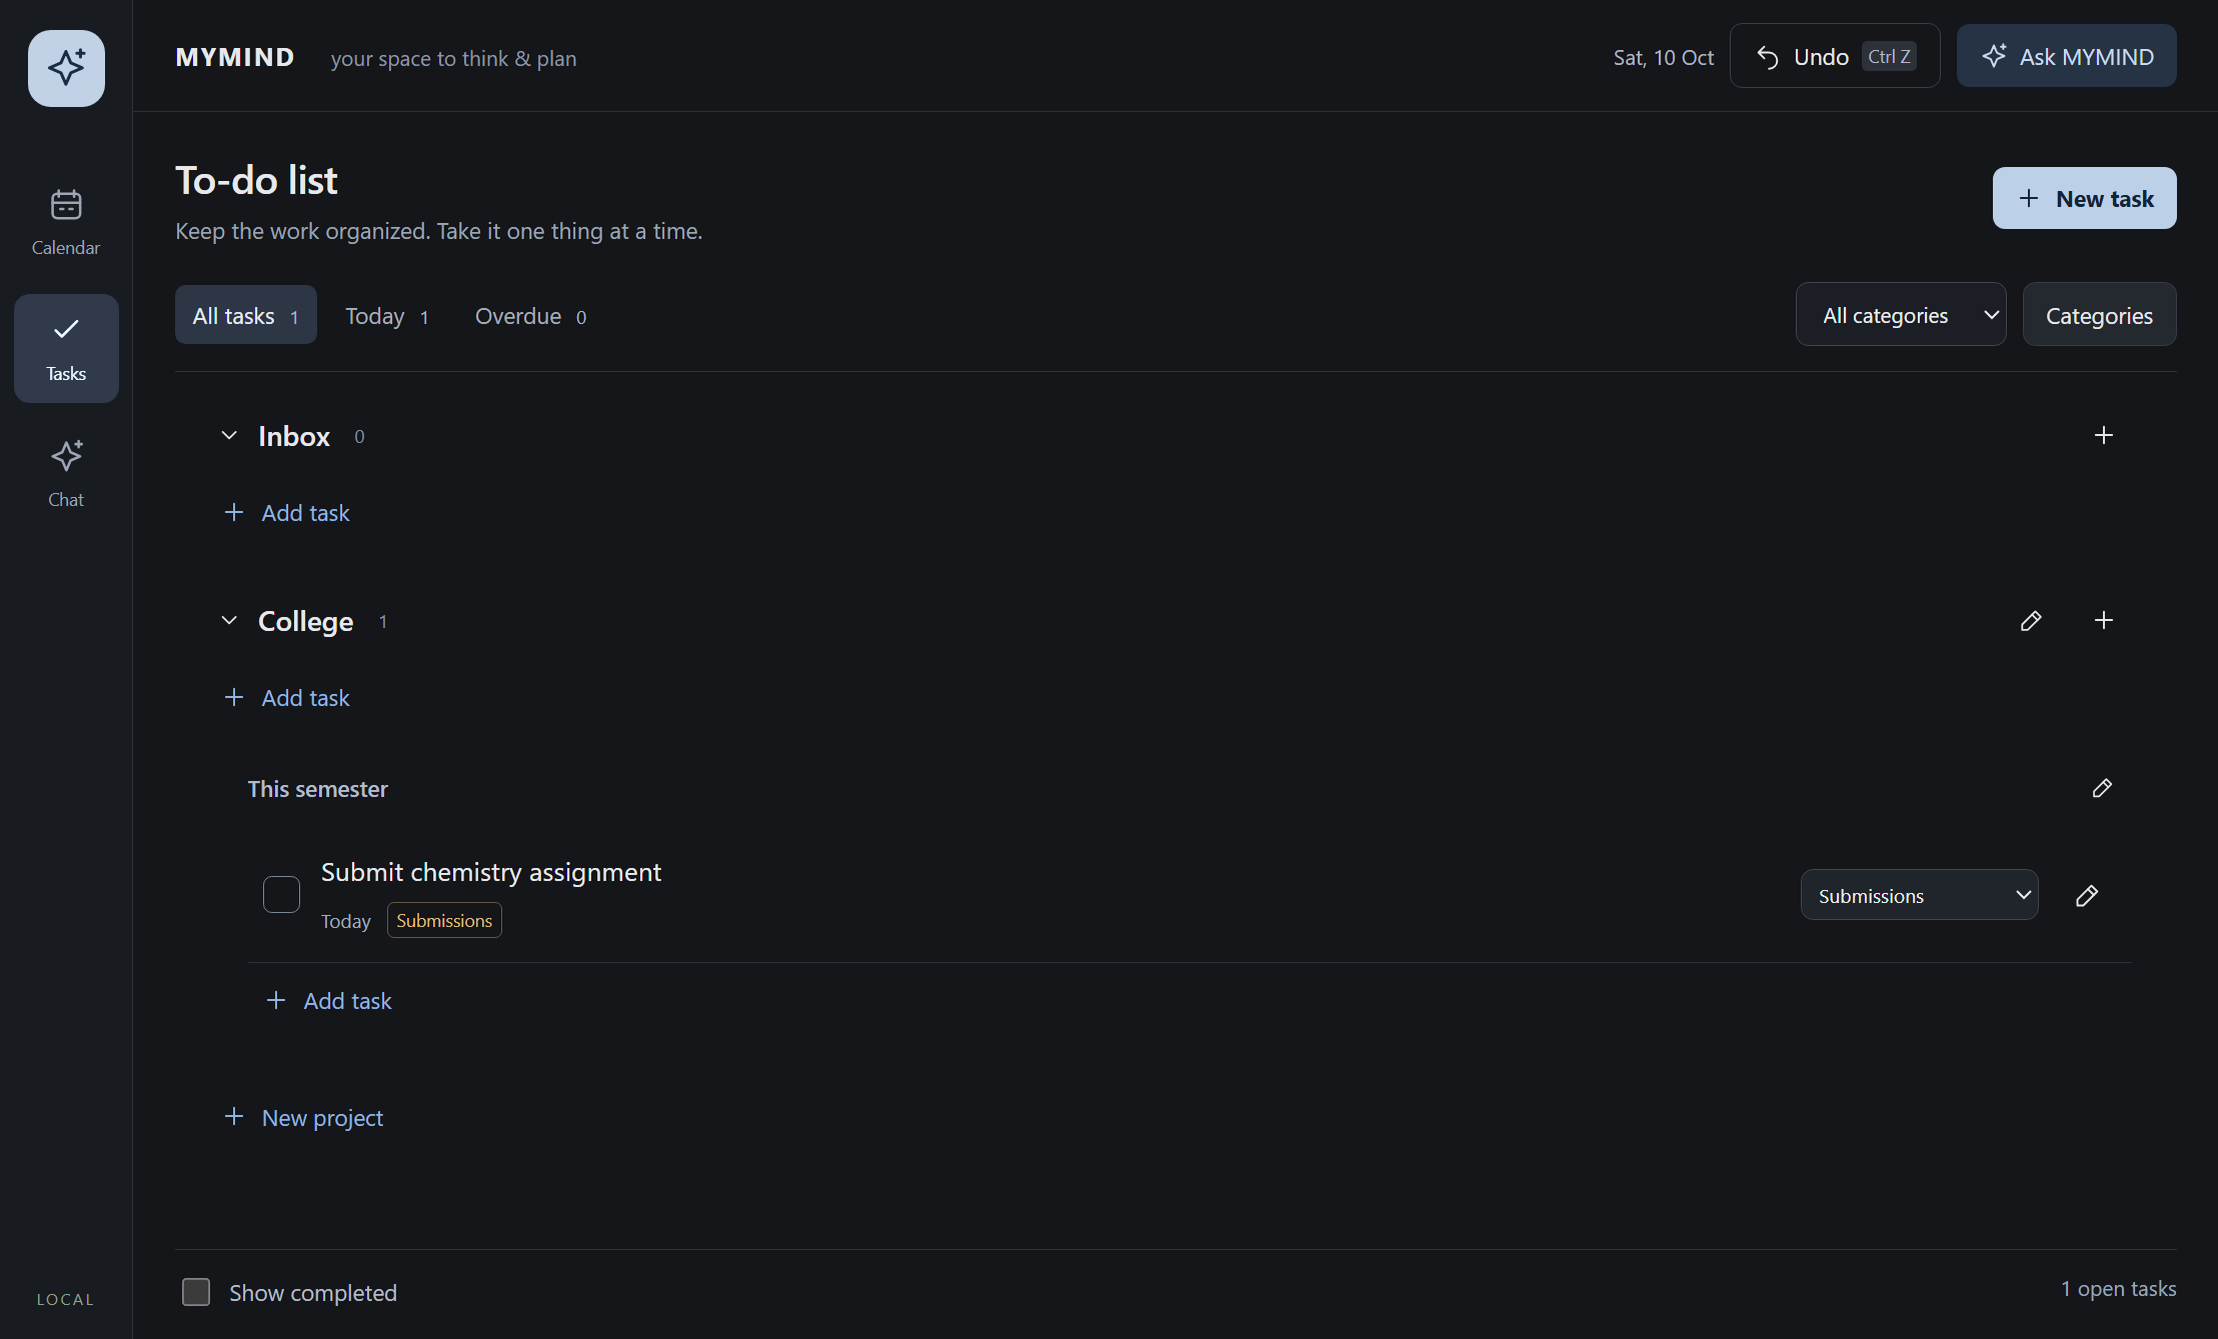 MYMIND your space to think & plan Sat, 10 Oct Undo Ctrl Z Ask MYMIND
To-do list
Keep the work organized. Take it one thing at a time.
New task
Calendar
Tasks
Chat
All tasks 1 Today 1 Overdue 0 All categories Categories
Inbox 0
Add task
College 1
Add task
This semester
Submit chemistry assignment
Today Submissions
Submissions
Add task
New project
Show completed
1 open tasks
LOCAL